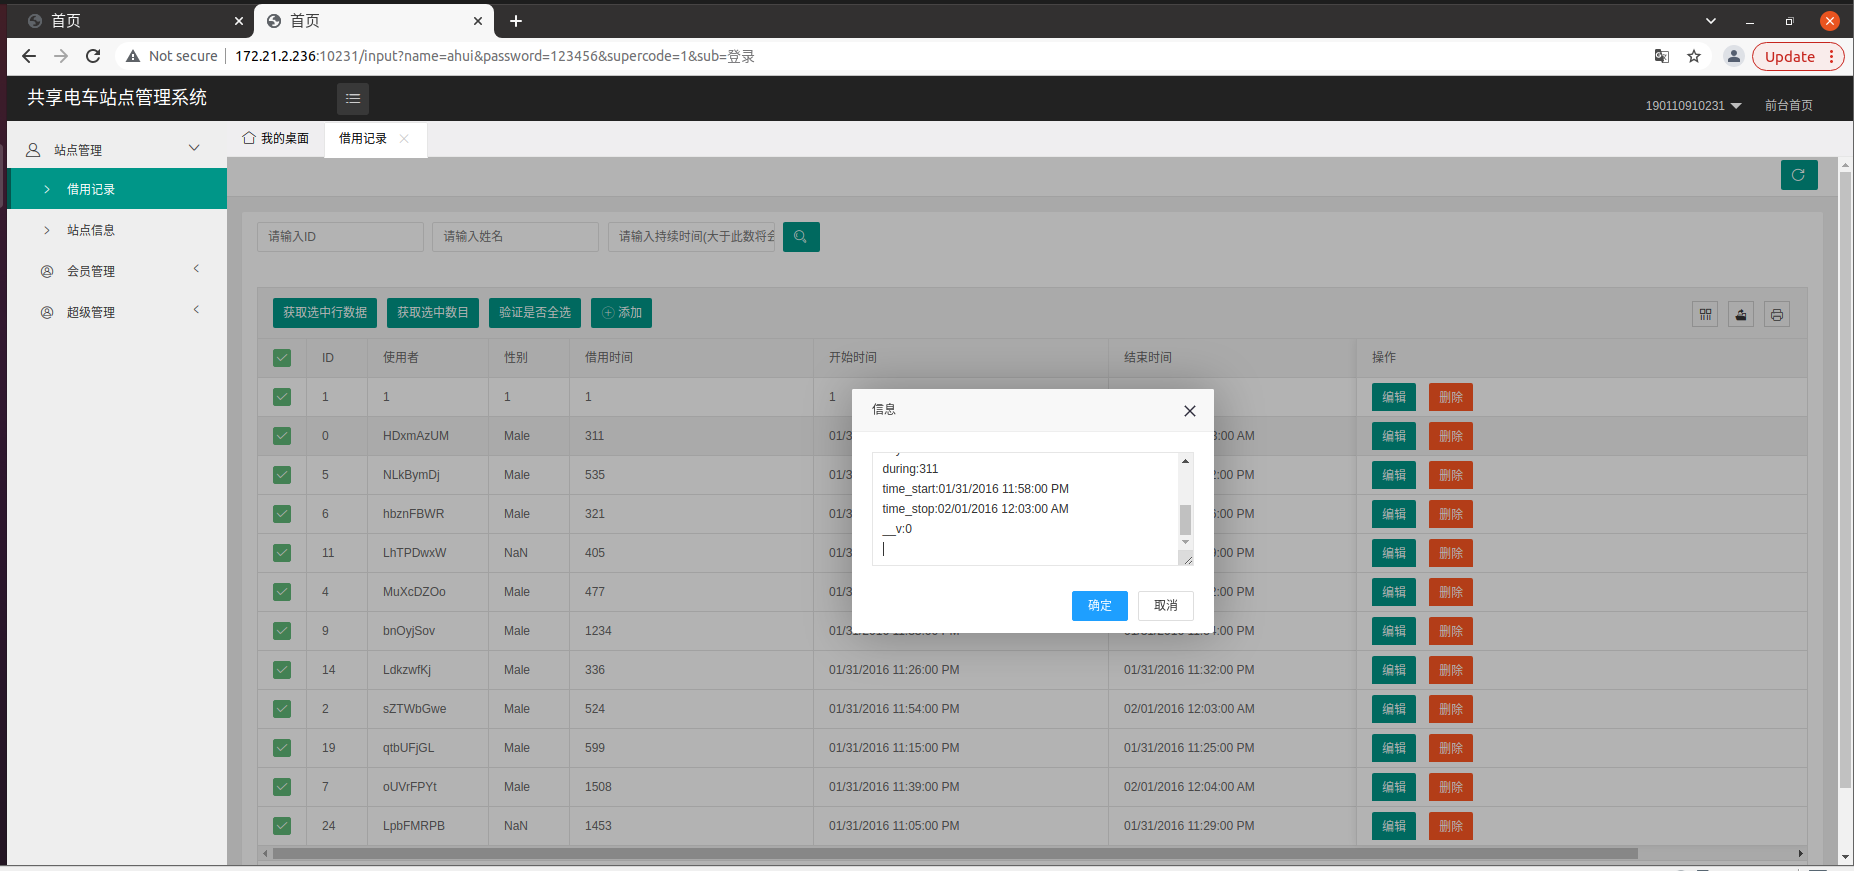 首页
首页
Not secure
172.21.2.236:10231/input?name=ahui&password=123456&supercode=1&sub=登录
Update
共享电车站点管理系统
190110910231
前台首页
站点管理
借用记录
站点信息
会员管理
超级管理
我的桌面
借用记录
请输入ID
请输入姓名
请输入持续时间(大于此数将会
获取选中行数据
获取选中数目
验证是否全选
添加
ID 使用者 性别 借用时间 开始时间 结束时间 操作
1 1 1 1 1 编辑 删除
0 HDxmAzUM Male 311 01/3 3:00 AM 编辑 删除
5 NLkBymDj Male 535 01/3 2:00 PM 编辑 删除
6 hbznFBWR Male 321 01/3 :00 PM 编辑 删除
11 LhTPDwxW NaN 405 01/3 :00 PM 编辑 删除
4 MuXcDZOo Male 477 01/3 2:00 PM 编辑 删除
9 bnOyjSov Male 1234 编辑 删除
14 LdkzwfKj Male 336 01/31/2016 11:26:00 PM 01/31/2016 11:32:00 PM 编辑 删除
2 sZTWbGwe Male 524 01/31/2016 11:54:00 PM 02/01/2016 12:03:00 AM 编辑 删除
19 qtbUFjGL Male 599 01/31/2016 11:15:00 PM 01/31/2016 11:25:00 PM 编辑 删除
7 oUVrFPYt Male 1508 01/31/2016 11:39:00 PM 02/01/2016 12:04:00 AM 编辑 删除
24 LpbFMRPB NaN 1453 01/31/2016 11:05:00 PM 01/31/2016 11:29:00 PM 编辑 删除
信息
during:311
time_start:01/31/2016 11:58:00 PM
time_stop:02/01/2016 12:03:00 AM
__v:0
确定
取消